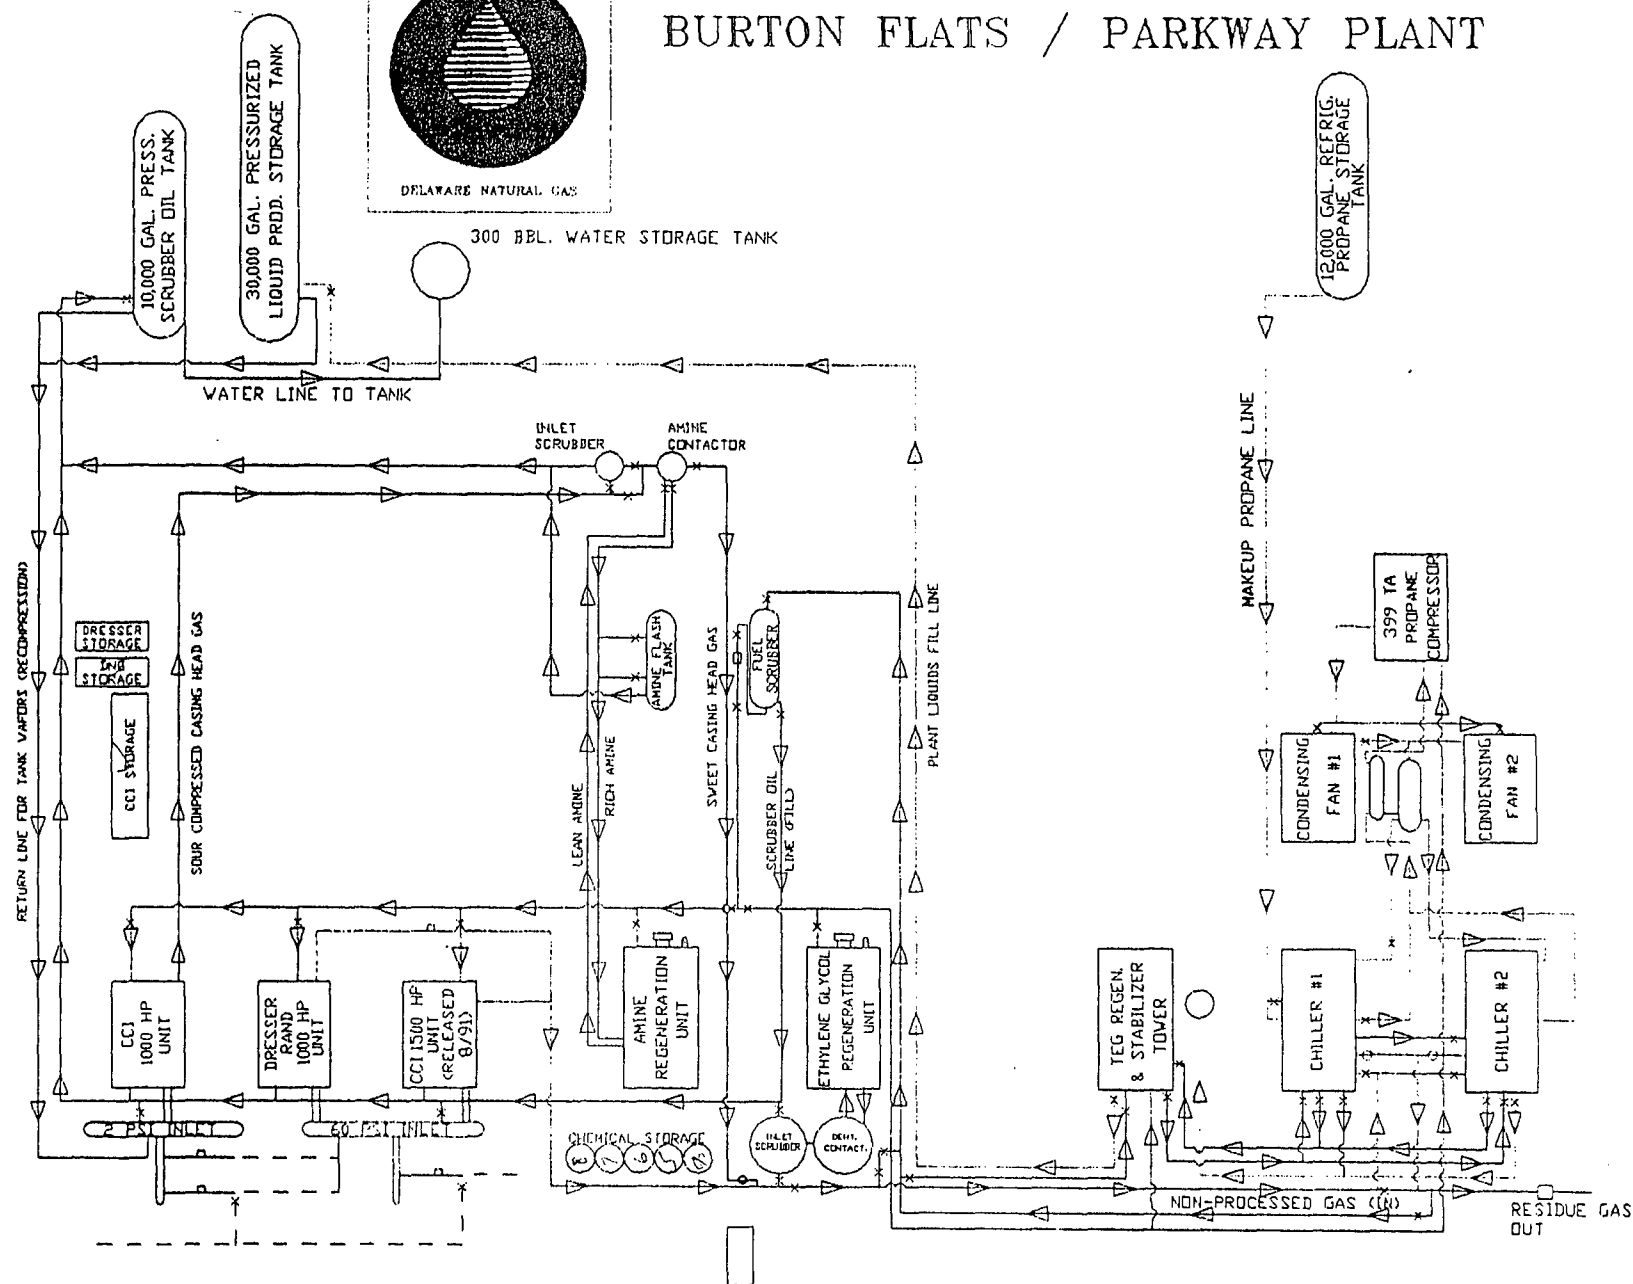 BURTON FLATS / PARKWAY PLANT
10,000 GAL. PRESS.
SCRUBBER OIL TANK
30,000 GAL. PRESSURIZED
LIQUID PROD. STORAGE TANK
DELAWARE NATURAL GAS
300 BBL. WATER STORAGE TANK
12,000 GAL. REFRIG.
PROPANE STORAGE
TANK
WATER LINE TO TANK
INLET
SCRUBBER
AMINE
CONTACTOR
MAKEUP PROPANE LINE
399 TA
PROPANE
COMPRESSOR
RETURN LINE FOR TANK VAPORS (RECOMPRESSION)
DRESSER
STORAGE
DNG
STORAGE
CCI STORAGE
SOUR COMPRESSED CASING HEAD GAS
AMINE FLASH
TANK
SWEET CASING HEAD GAS
FUEL
SCRUBBER
PLANT LIQUIDS FILL LINE
LEAN AMINE
RICH AMINE
SCRUBBER OIL
LINE (FILL)
CONDENSING
FAN #1
CONDENSING
FAN #2
CCI
1000 HP
UNIT
DRESSER
RAND
1000 HP
UNIT
CCI 1500 HP
UNIT
(RELEASED
8/91)
AMINE
REGENERATION
UNIT
ETHYLENE GLYCOL
REGENERATION
UNIT
TEG REGEN.
& STABILIZER
TOWER
CHILLER #1
CHILLER #2
2 PSI INLET
60 PSI INLET
CHEMICAL STORAGE
8 7 6 5
INLET
SCRUBBER
DEHY.
CONTACT.
NON-PROCESSED GAS (IN)
RESIDUE GAS
OUT